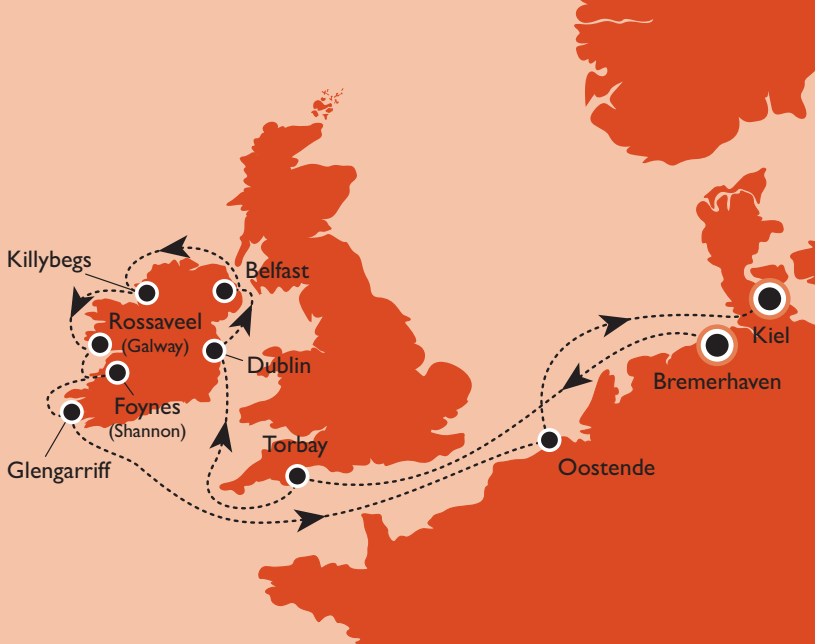 Killybegs
Belfast
Rossaveel
(Galway)
Dublin
Kiel
Bremerhaven
Foynes
(Shannon)
Torbay
Glengarriff
Oostende